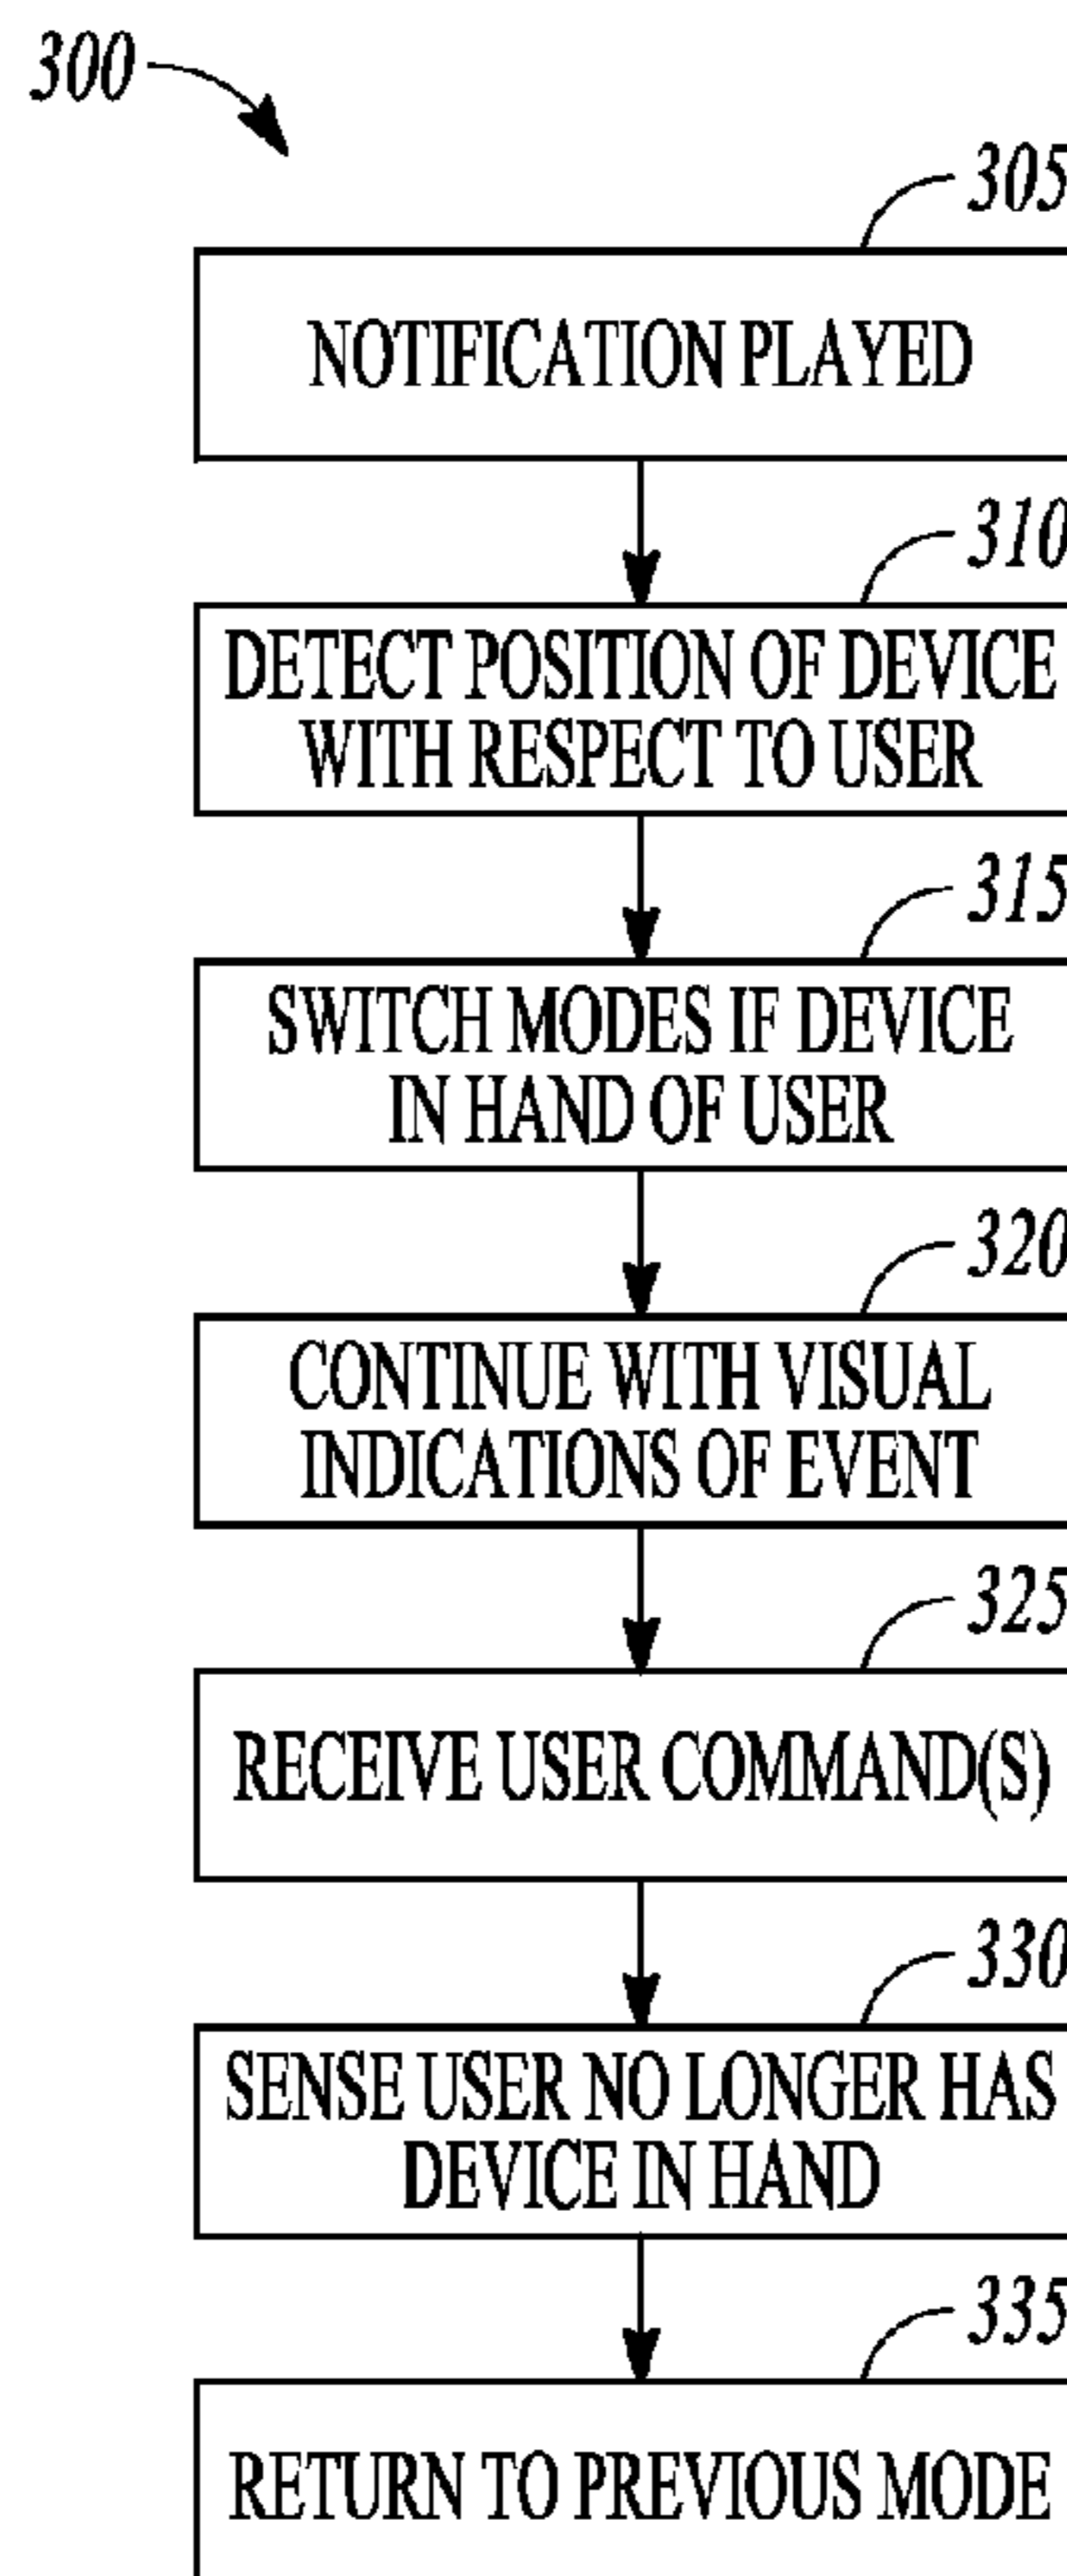 300
305
NOTIFICATION PLAYED
310
DETECT POSITION OF DEVICE
WITH RESPECT TO USER
315
SWITCH MODES IF DEVICE
IN HAND OF USER
320
CONTINUE WITH VISUAL
INDICATIONS OF EVENT
325
RECEIVE USER COMMAND(S)
330
SENSE USER NO LONGER HAS
DEVICE IN HAND
335
RETURN TO PREVIOUS MODE